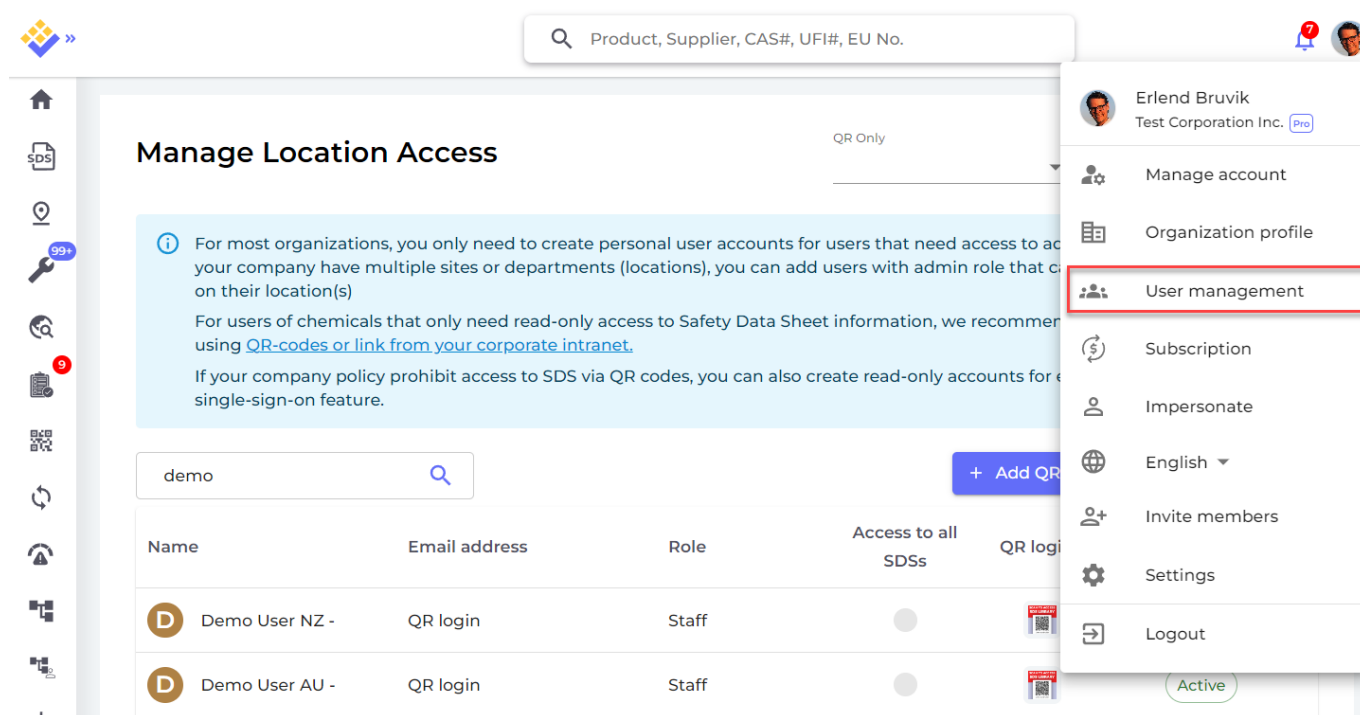 Product, Supplier, CAS#, UFI#, EU No.
7
Erlend Bruvik
Test Corporation Inc. Pro
SDS
Manage Location Access
QR Only
Manage account
Organization profile
99+
For most organizations, you only need to create personal user accounts for users that need access to
your company have multiple sites or departments (locations), you can add users with admin role that
on their location(s)
User management
For users of chemicals that only need read-only access to Safety Data Sheet information, we
using QR-codes or link from your corporate intranet.
Subscription
9
If your company policy prohibit access to SDS via QR codes, you can also create read-only accounts for
single-sign-on feature.
Impersonate
demo
+ Add QR
English
Invite members
Name
Email address
Role
Access to all
SDSs
QR logi
Settings
D
Demo User NZ -
QR login
Staff
Logout
D
Demo User AU -
QR login
Staff
Active